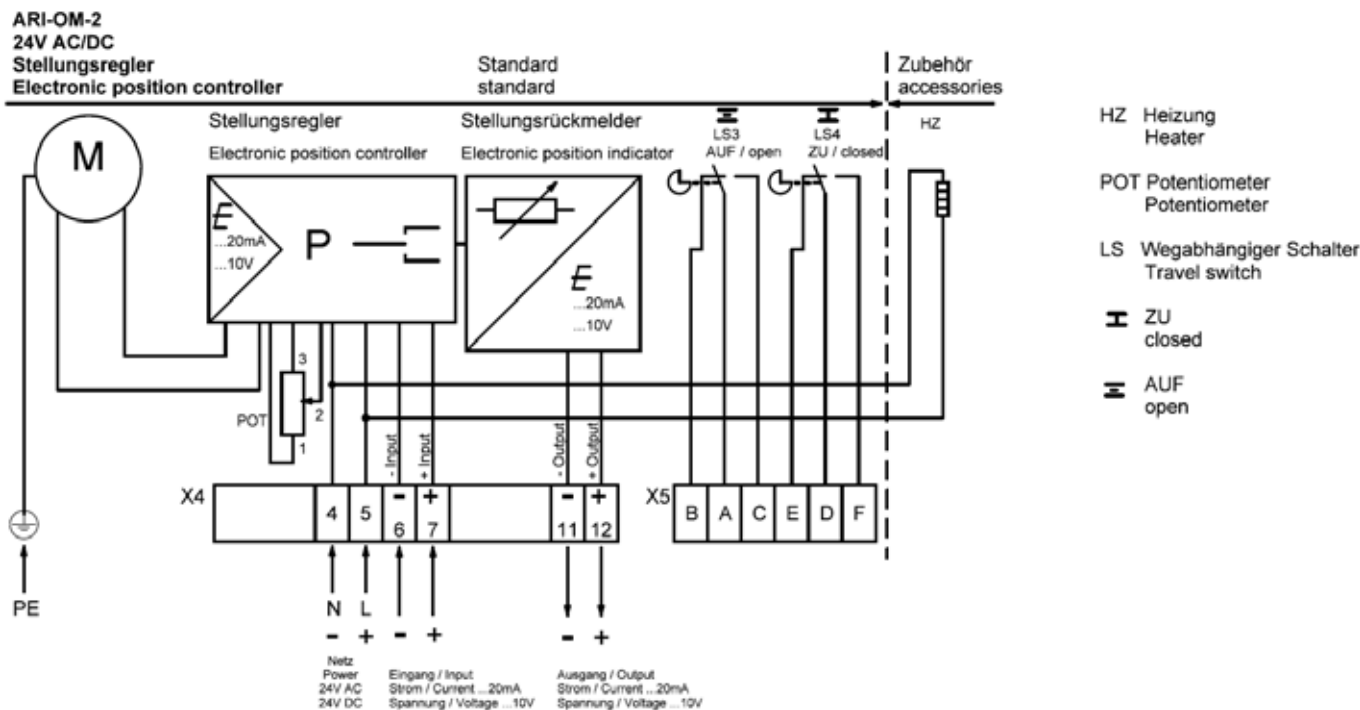 ARI-OM-2
24V AC/DC
Stellungsregler
Electronic position controller
Standard
standard
Zubehör
accessories
M
Stellungsregler
Electronic position controller
Stellungsrückmelder
Electronic position indicator
LS3
AUF / open
LS4
ZU / closed
HZ
E
...20mA
...10V
P
E
...20mA
...10V
POT
3
2
1
- Input
+ Input
- Output
+ Output
X4
4
5
- 6
+ 7
- 11
+ 12
X5
B A C E D F
PE
N L
- + - +
- +
Netz
Power
24V AC
24V DC
Eingang / Input
Strom / Current ...20mA
Spannung / Voltage ...10V
Ausgang / Output
Strom / Current ...20mA
Spannung / Voltage ...10V
HZ Heizung
Heater
POT Potentiometer
Potentiometer
LS Wegabhängiger Schalter
Travel switch
ZU
closed
AUF
open